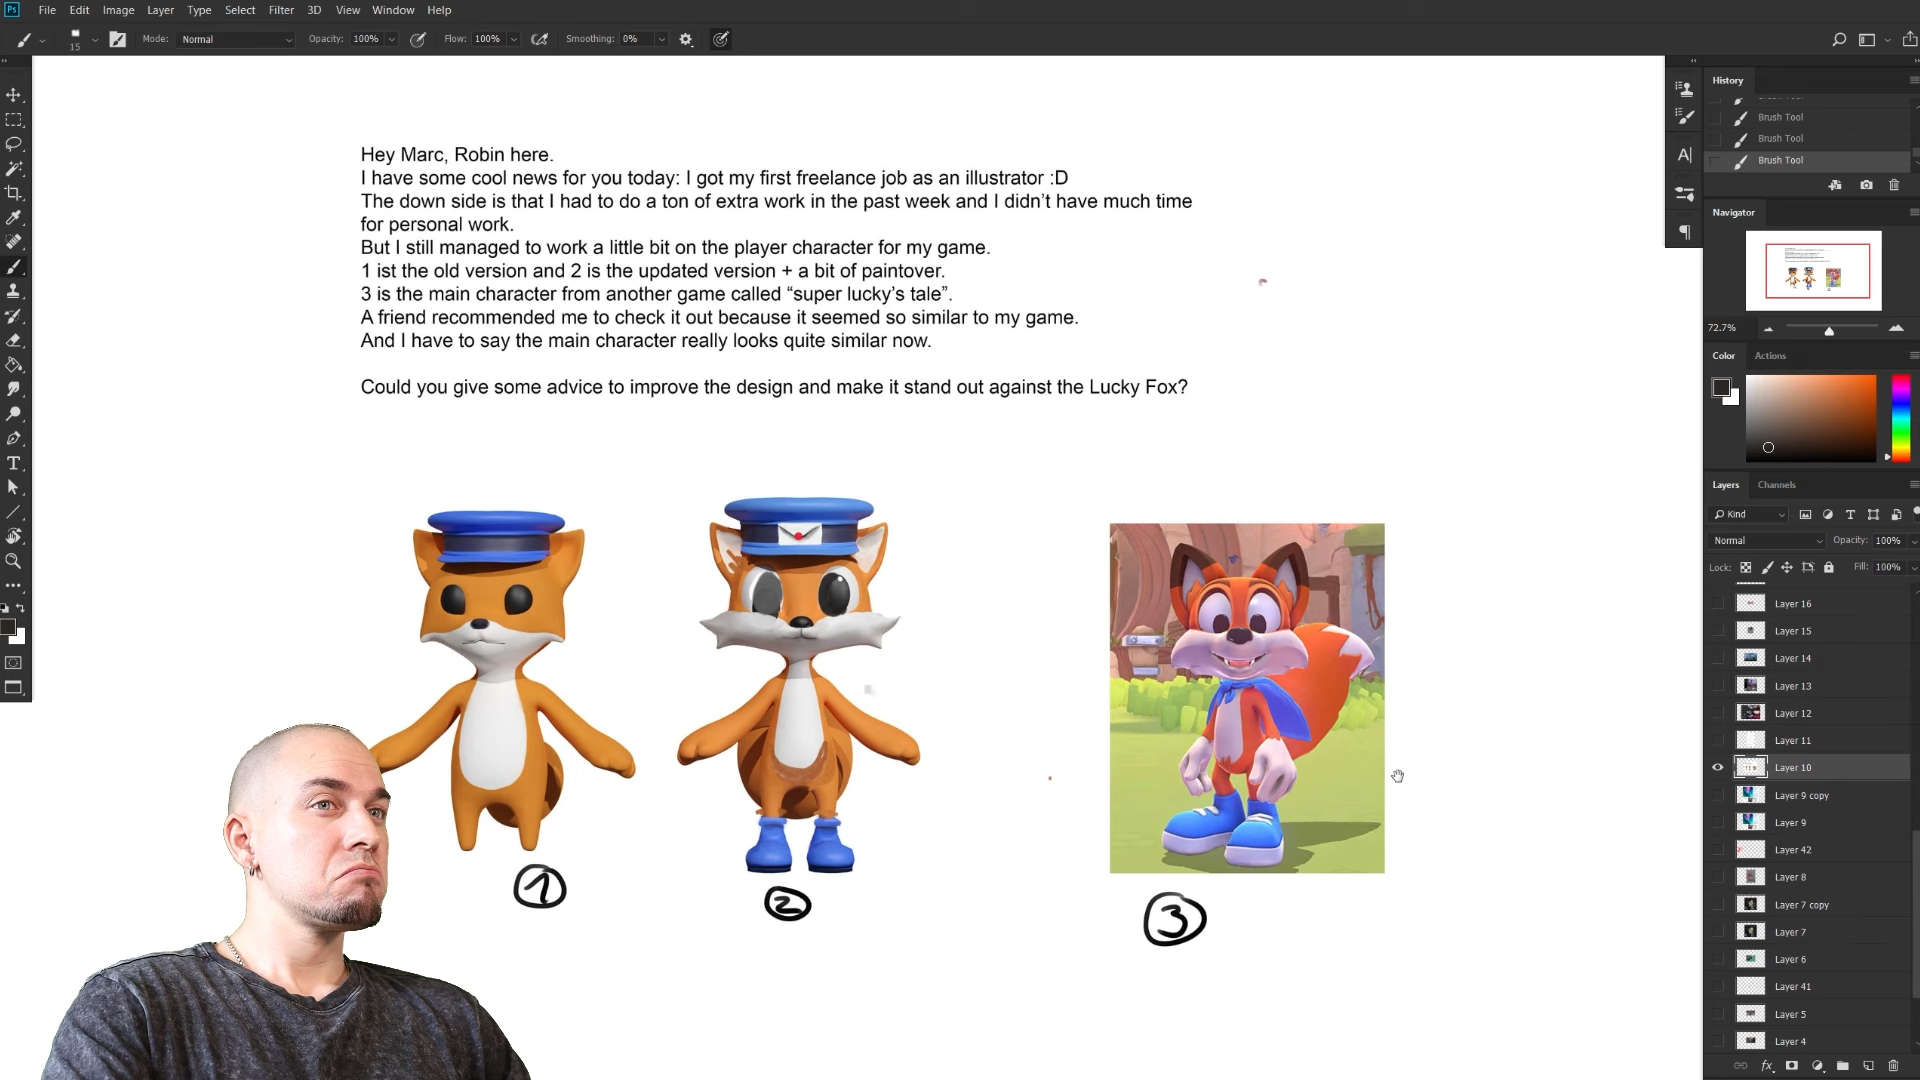 Ps File Edit Image Layer Type Select Filter 3D View Window Help
15 Mode: Normal Opacity: 100% Flow: 100% Smoothing: 0%
Hey Marc, Robin here.
I have some cool news for you today: I got my first freelance job as an illustrator :D
The down side is that I had to do a ton of extra work in the past week and I didn’t have much time
for personal work.
But I still managed to work a little bit on the player character for my game.
1 ist the old version and 2 is the updated version + a bit of paintover.
3 is the main character from another game called “super lucky’s tale”.
A friend recommended me to check it out because it seemed so similar to my game.
And I have to say the main character really looks quite similar now.
Could you give some advice to improve the design and make it stand out against the Lucky Fox?
1
2
3
History
Brush Tool
Brush Tool
Brush Tool
Navigator
72.7%
Color Actions
Layers Channels
Kind
Normal Opacity: 100%
Lock: Fill: 100%
Layer 16
Layer 15
Layer 14
Layer 13
Layer 12
Layer 11
Layer 10
Layer 9 copy
Layer 9
Layer 42
Layer 8
Layer 7 copy
Layer 7
Layer 6
Layer 41
Layer 5
Layer 4
fx